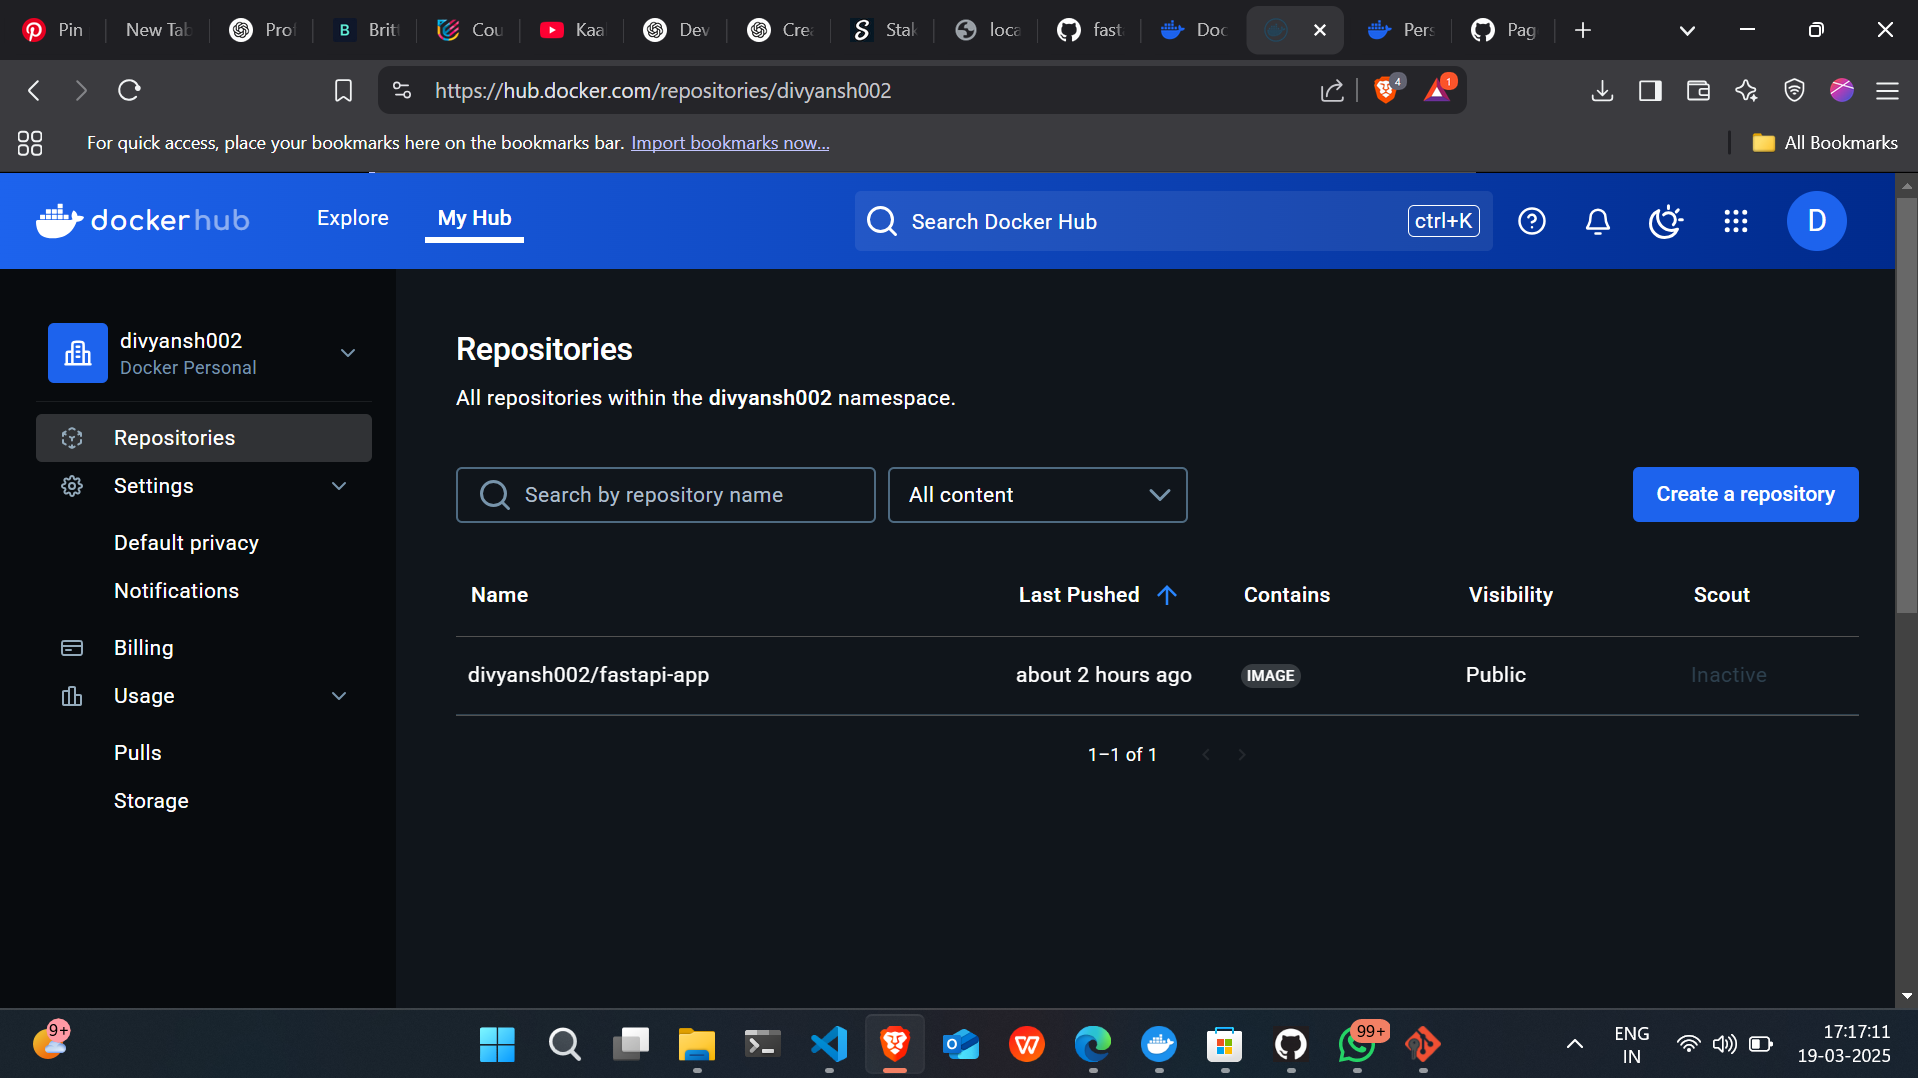 Pin
New Tab
Prof
B Britt
Cou
Kaa
Dev
Crea
S Stak
loca
fast
Doc
Pers
Pag
https://hub.docker.com/repositories/divyansh002
4
1
For quick access, place your bookmarks here on the bookmarks bar. Import bookmarks now...
All Bookmarks
dockerhub
Explore
My Hub
Search Docker Hub
ctrl+K
D
divyansh002
Docker Personal
Repositories
Settings
Default privacy
Notifications
Billing
Usage
Pulls
Storage
Repositories
All repositories within the divyansh002 namespace.
Search by repository name
All content
Create a repository
Name Last Pushed Contains Visibility Scout
divyansh002/fastapi-app about 2 hours ago IMAGE Public Inactive
1–1 of 1
9+
99+
ENG
IN
17:17:11
19-03-2025